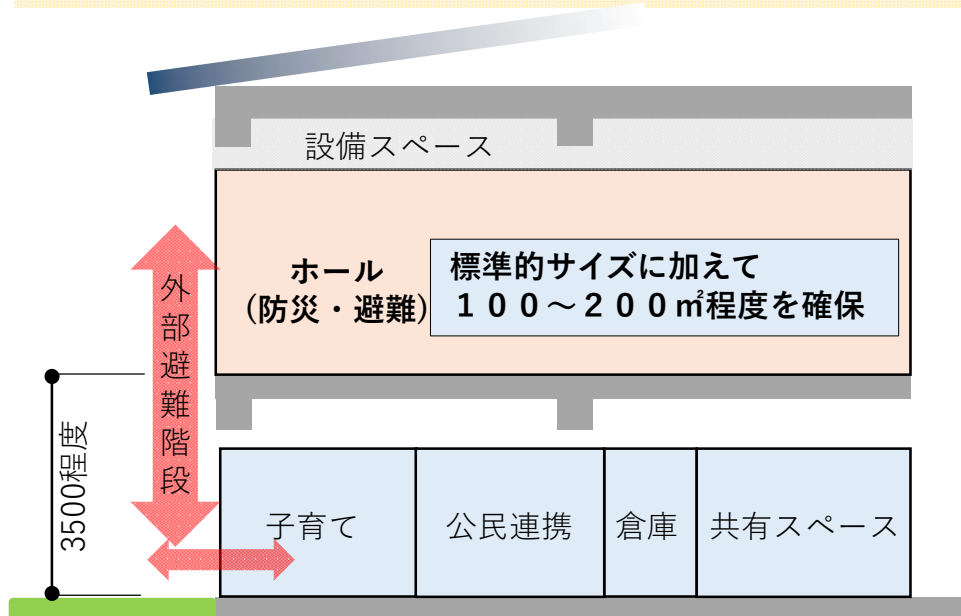 設備スペース
ホール
(防災・避難)
標準的サイズに加えて
１００～２００㎡程度を確保
外部避難階段
3500程度
子育て
公民連携
倉庫
共有スペース